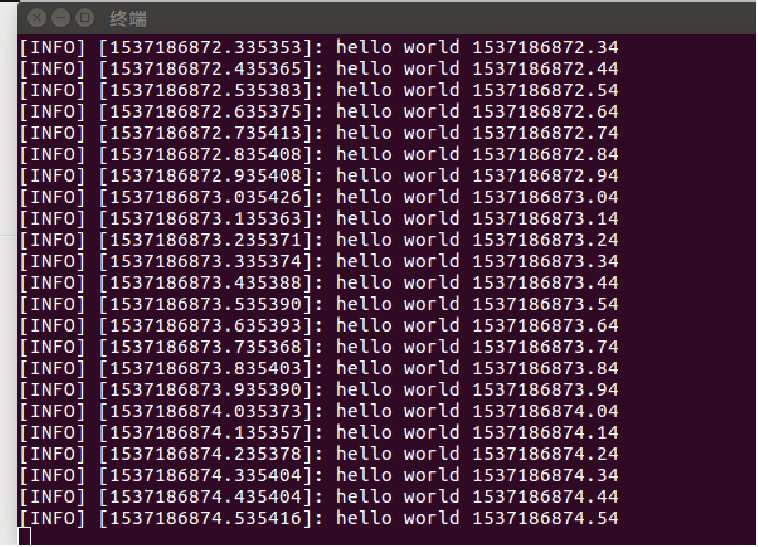 终端
[INFO] [1537186872.335353]: hello world 1537186872.34
[INFO] [1537186872.435365]: hello world 1537186872.44
[INFO] [1537186872.535383]: hello world 1537186872.54
[INFO] [1537186872.635375]: hello world 1537186872.64
[INFO] [1537186872.735413]: hello world 1537186872.74
[INFO] [1537186872.835408]: hello world 1537186872.84
[INFO] [1537186872.935408]: hello world 1537186872.94
[INFO] [1537186873.035426]: hello world 1537186873.04
[INFO] [1537186873.135363]: hello world 1537186873.14
[INFO] [1537186873.235371]: hello world 1537186873.24
[INFO] [1537186873.335374]: hello world 1537186873.34
[INFO] [1537186873.435388]: hello world 1537186873.44
[INFO] [1537186873.535390]: hello world 1537186873.54
[INFO] [1537186873.635393]: hello world 1537186873.64
[INFO] [1537186873.735368]: hello world 1537186873.74
[INFO] [1537186873.835403]: hello world 1537186873.84
[INFO] [1537186873.935390]: hello world 1537186873.94
[INFO] [1537186874.035373]: hello world 1537186874.04
[INFO] [1537186874.135357]: hello world 1537186874.14
[INFO] [1537186874.235378]: hello world 1537186874.24
[INFO] [1537186874.335404]: hello world 1537186874.34
[INFO] [1537186874.435404]: hello world 1537186874.44
[INFO] [1537186874.535416]: hello world 1537186874.54